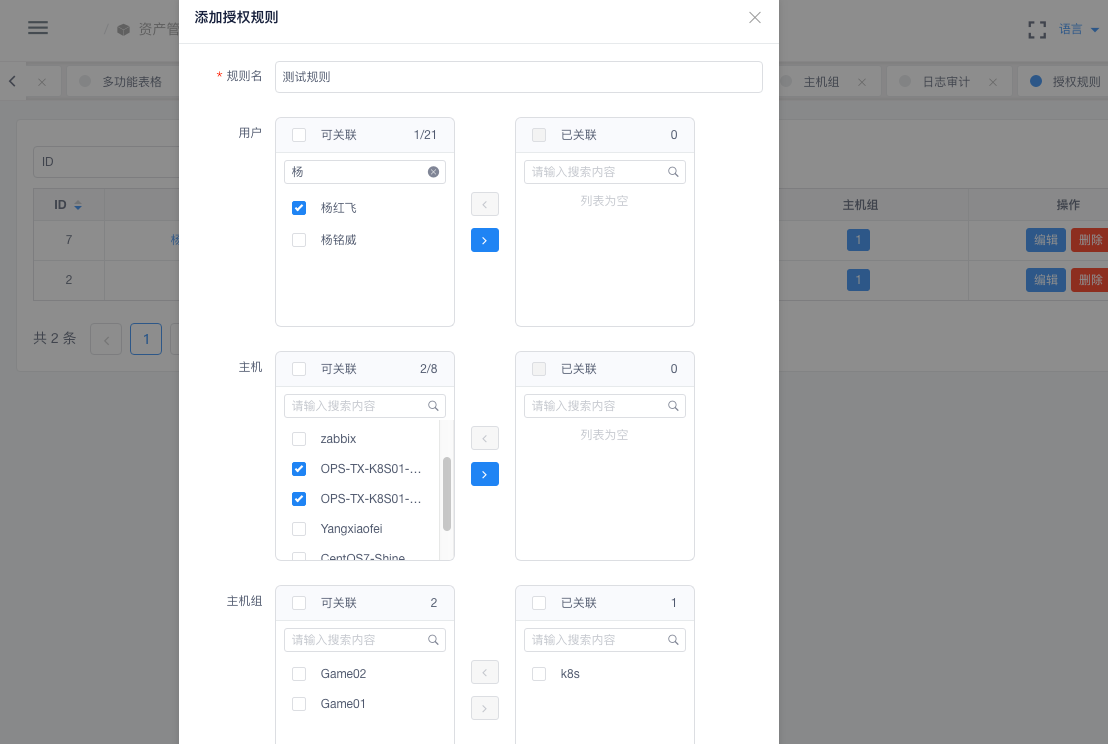 添加授权规则
/ 资产管
语言
多功能表格
主机组
日志审计
授权规则
* 规则名 测试规则
用户
可关联 1/21
杨
杨红飞
杨铭威
已关联 0
请输入搜索内容
列表为空
ID
ID 主机组 操作
7 1 编辑 删除
2 1 编辑 删除
共 2 条 1
主机
可关联 2/8
请输入搜索内容
zabbix
OPS-TX-K8S01-...
OPS-TX-K8S01-...
Yangxiaofei
CentOS7-Shine
已关联 0
请输入搜索内容
列表为空
主机组
可关联 2
请输入搜索内容
Game02
Game01
已关联 1
请输入搜索内容
k8s